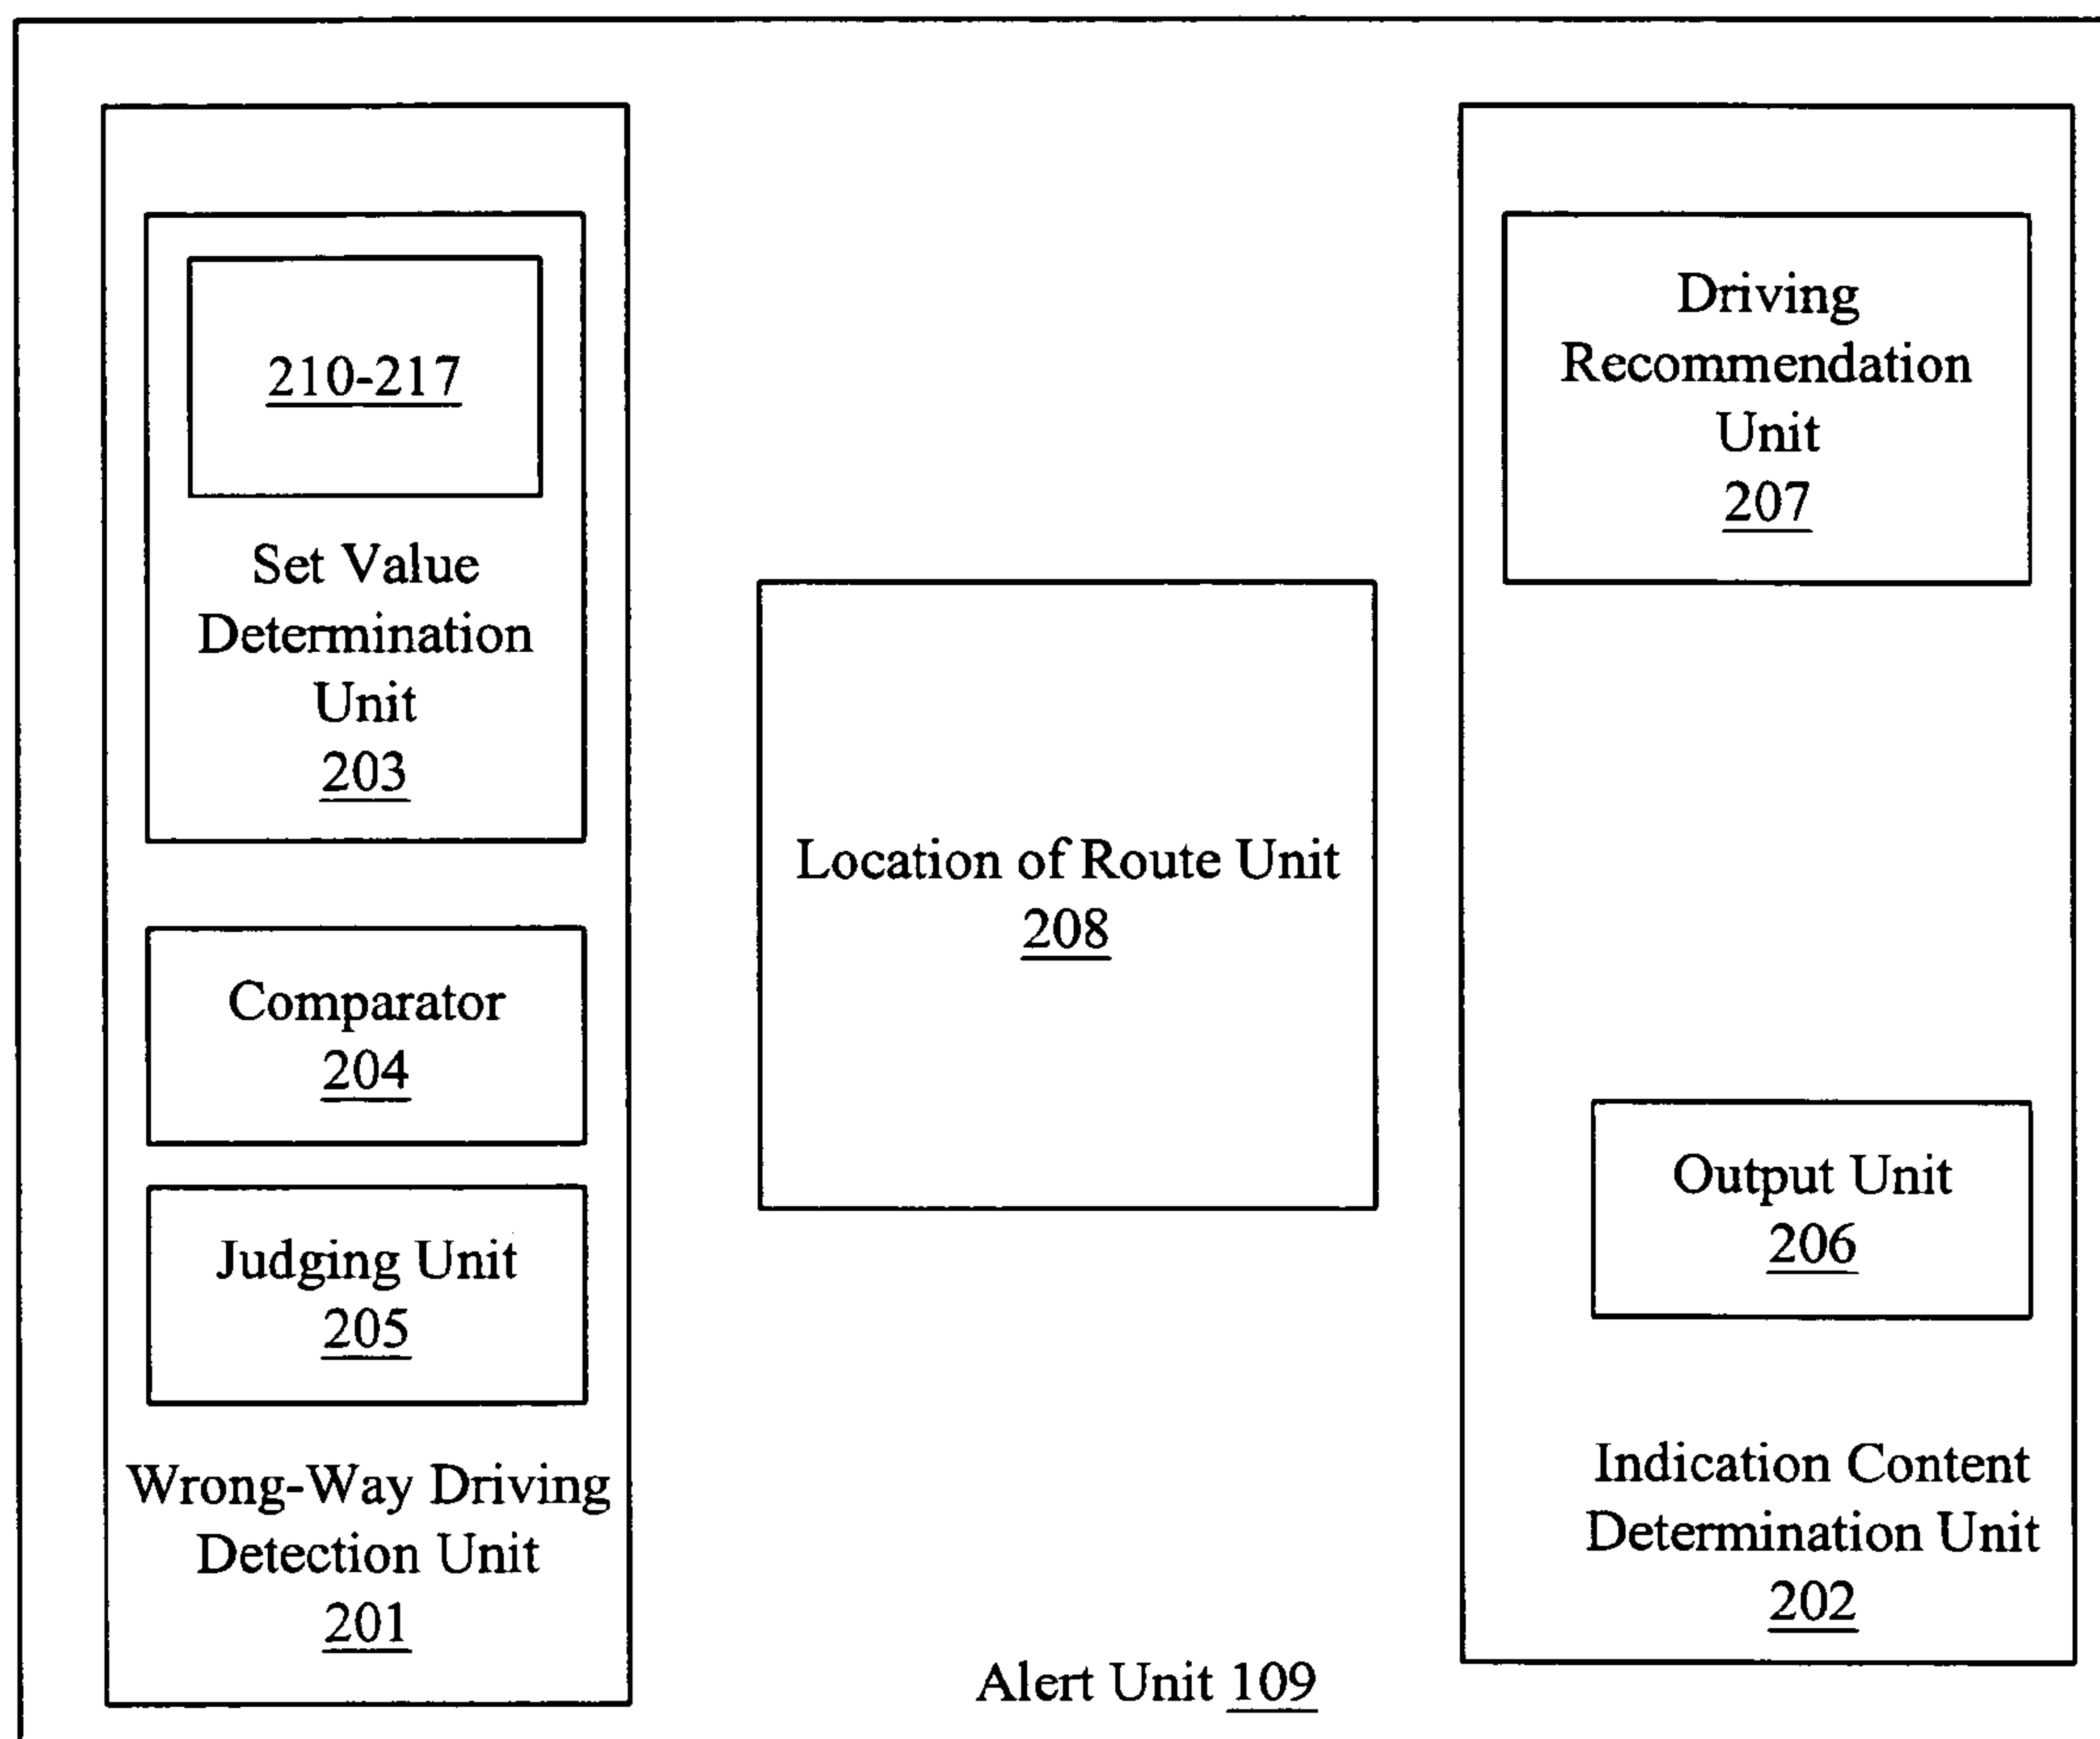 210-217
Set Value
Determination
Unit
203
Comparator
204
Judging Unit
205
Wrong-Way Driving
Detection Unit
201
Location of Route Unit
208
Alert Unit 109
Driving
Recommendation
Unit
207
Output Unit
206
Indication Content
Determination Unit
202